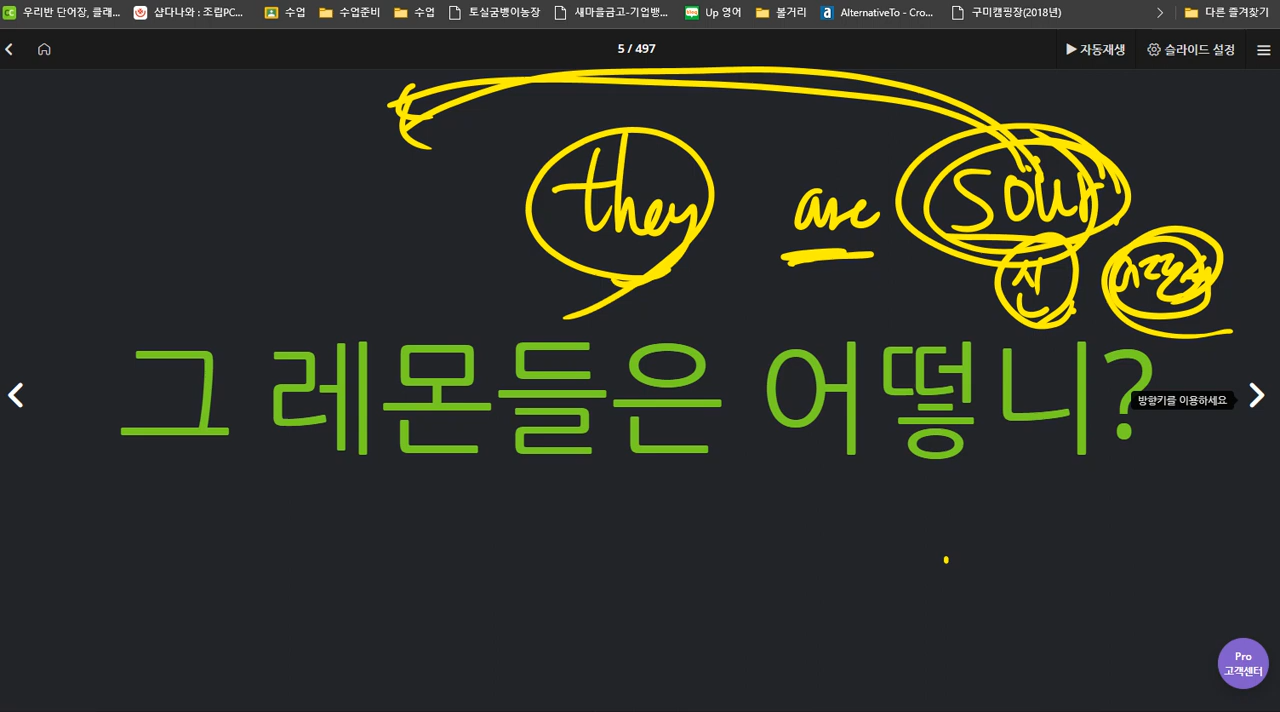 우리반 단어장, 클래... 샵다나와 : 조립PC... 수업 수업준비 수업 토실굼벵이농장 새마을금고-기업뱅... Up 영어 볼거리 AlternativeTo - Cro... 구미캠핑장(2018년) 다른 즐겨찾기
5 / 497 ▶ 자동재생 슬라이드 설정
they are sour
신
그 레몬들은 어떻니?
방향키를 이용하세요
Pro
고객센터